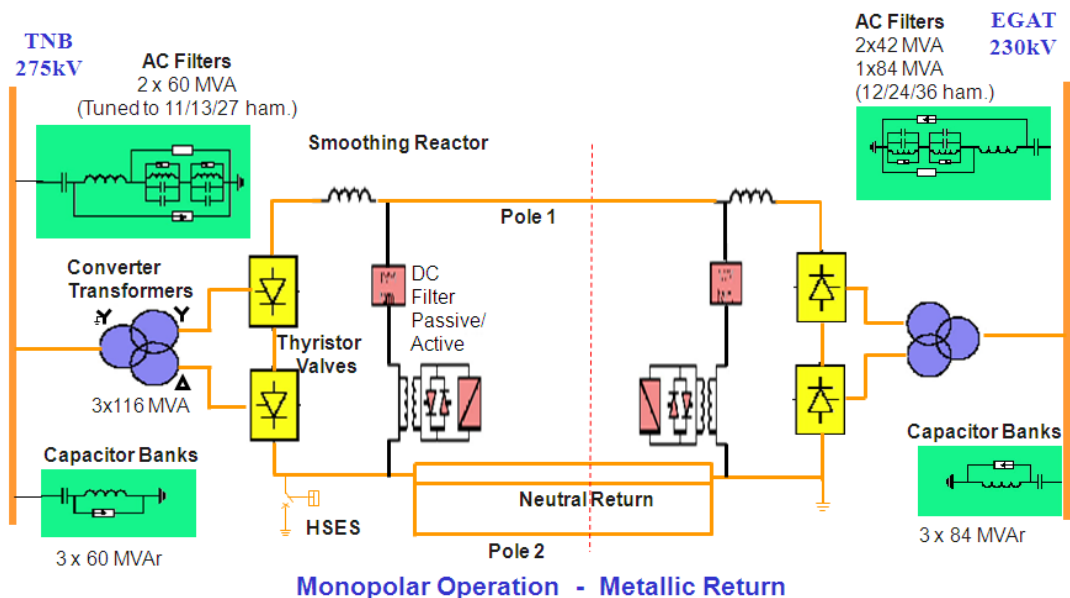 TNB
275kV
AC Filters
2 x 60 MVA
(Tuned to 11/13/27 ham.)
AC Filters
2x42 MVA
1x84 MVA
(12/24/36 ham.)
EGAT
230kV
Smoothing Reactor
Pole 1
Converter
Transformers
DC
Filter
Passive/
Active
Thyristor
Valves
3x116 MVA
Capacitor Banks
3 x 60 MVAr
HSES
Neutral Return
Pole 2
Capacitor Banks
3 x 84 MVAr
Monopolar Operation - Metallic Return